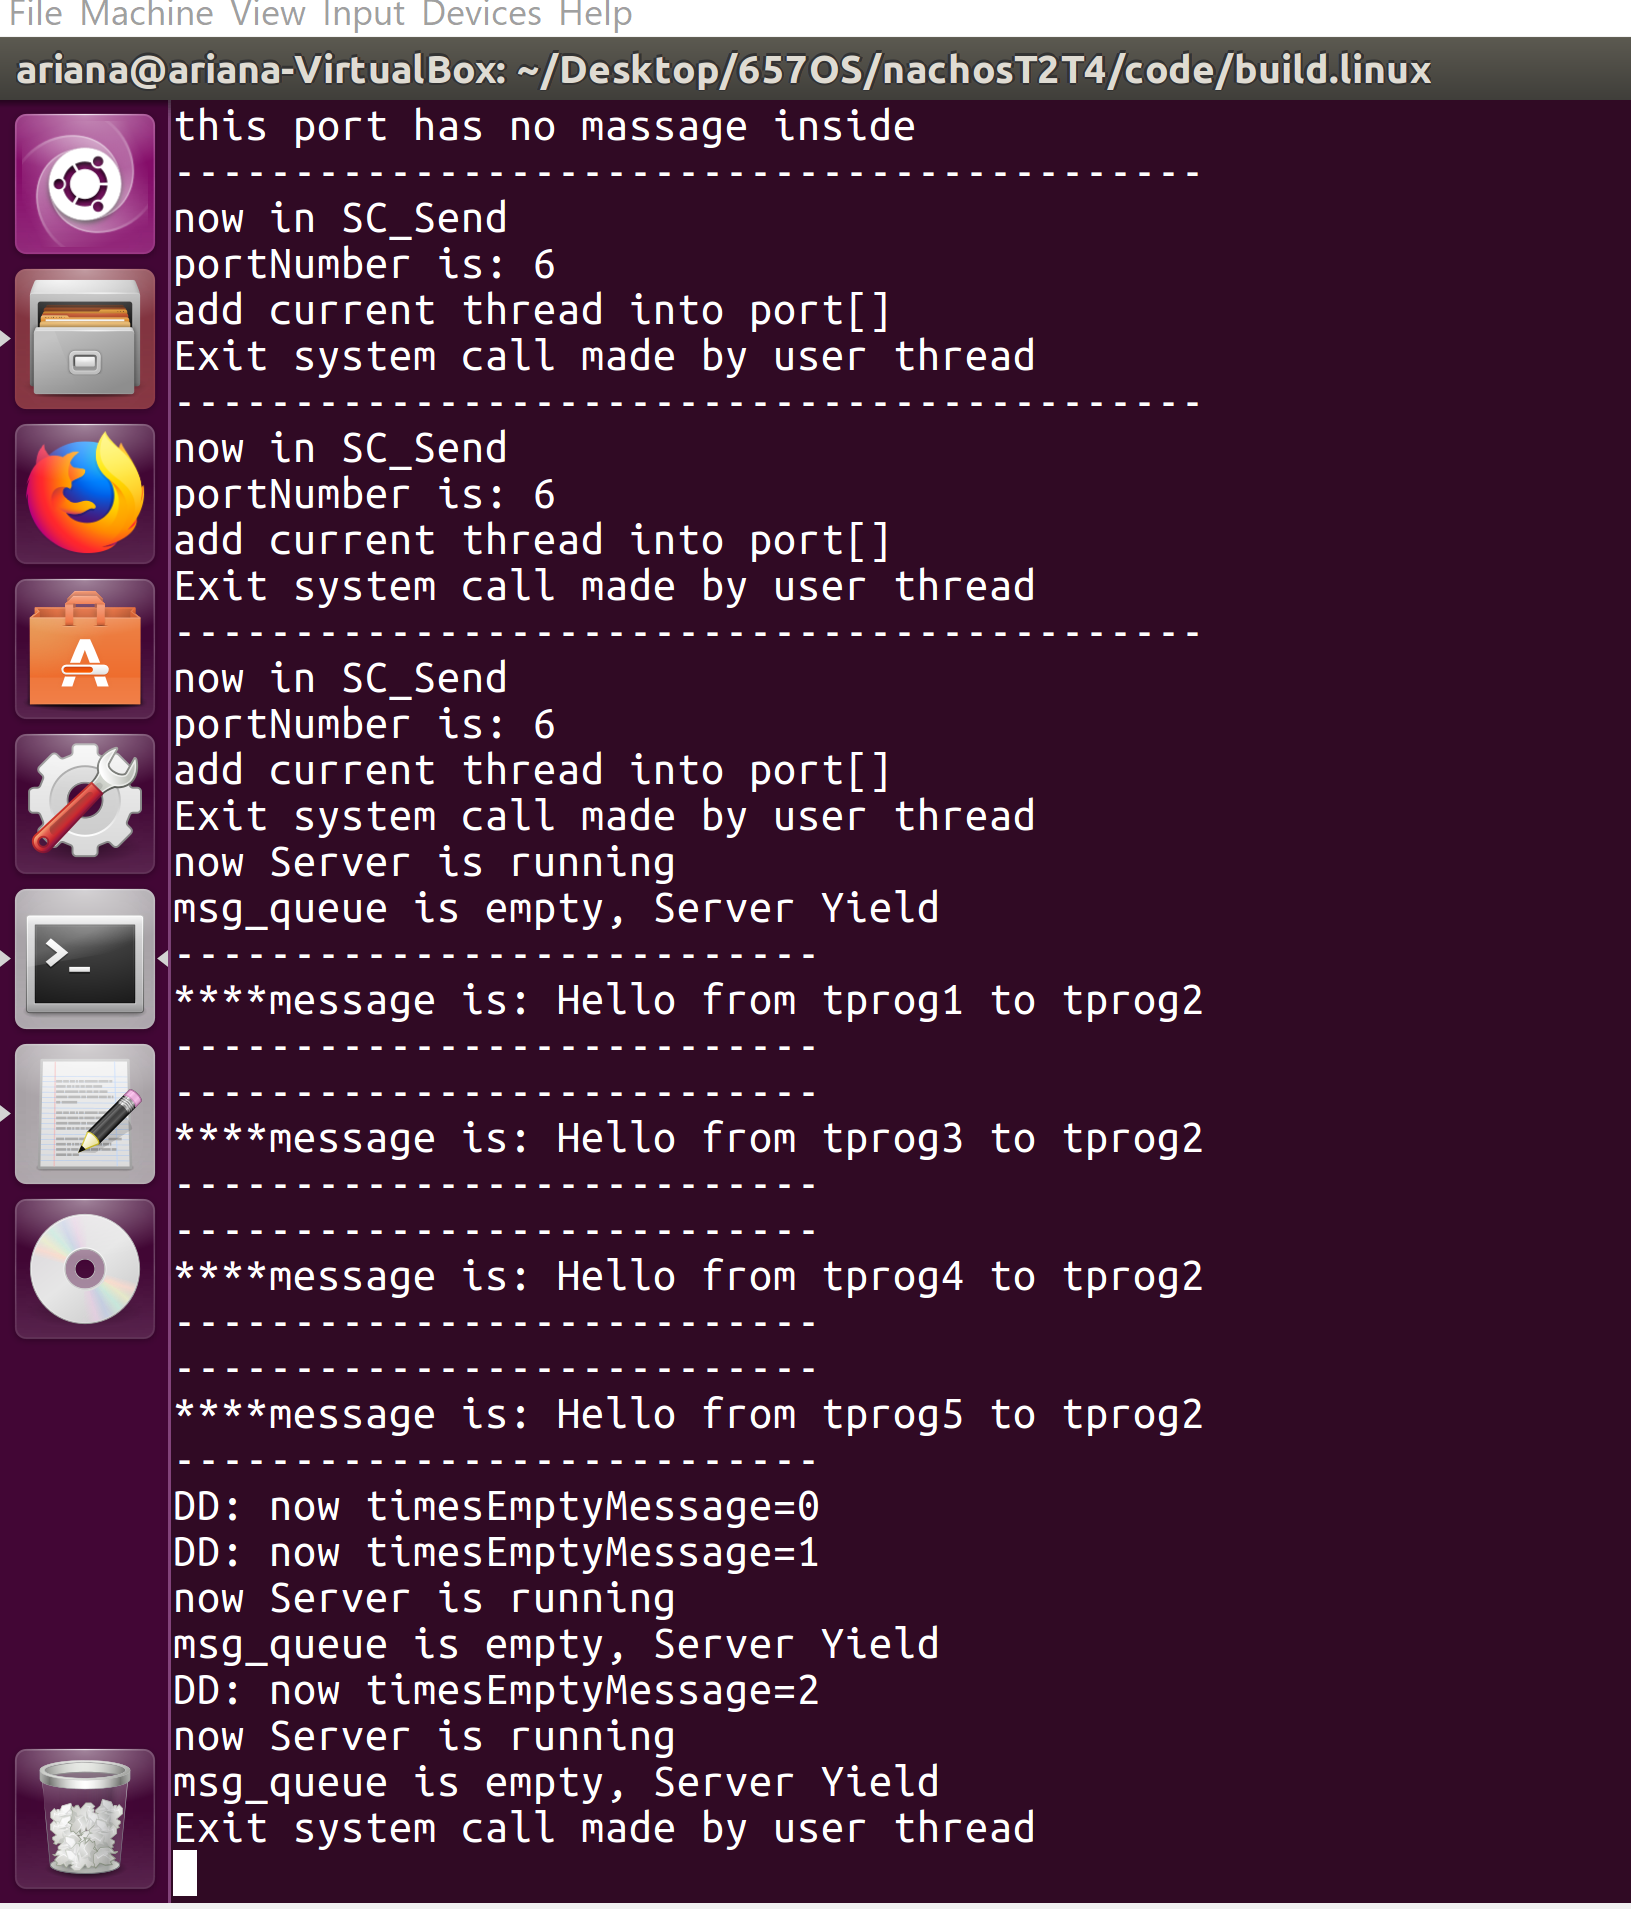 File Machine View Input Devices Help
ariana@ariana-VirtualBox: ~/Desktop/657OS/nachosT2T4/code/build.linux
this port has no massage inside
-------------------------------------------
now in SC_Send
portNumber is: 6
add current thread into port[]
Exit system call made by user thread
-------------------------------------------
now in SC_Send
portNumber is: 6
add current thread into port[]
Exit system call made by user thread
-------------------------------------------
now in SC_Send
portNumber is: 6
add current thread into port[]
Exit system call made by user thread
now Server is running
msg_queue is empty, Server Yield
---------------------------
****message is: Hello from tprog1 to tprog2
---------------------------
---------------------------
****message is: Hello from tprog3 to tprog2
---------------------------
---------------------------
****message is: Hello from tprog4 to tprog2
---------------------------
---------------------------
****message is: Hello from tprog5 to tprog2
---------------------------
DD: now timesEmptyMessage=0
DD: now timesEmptyMessage=1
now Server is running
msg_queue is empty, Server Yield
DD: now timesEmptyMessage=2
now Server is running
msg_queue is empty, Server Yield
Exit system call made by user thread